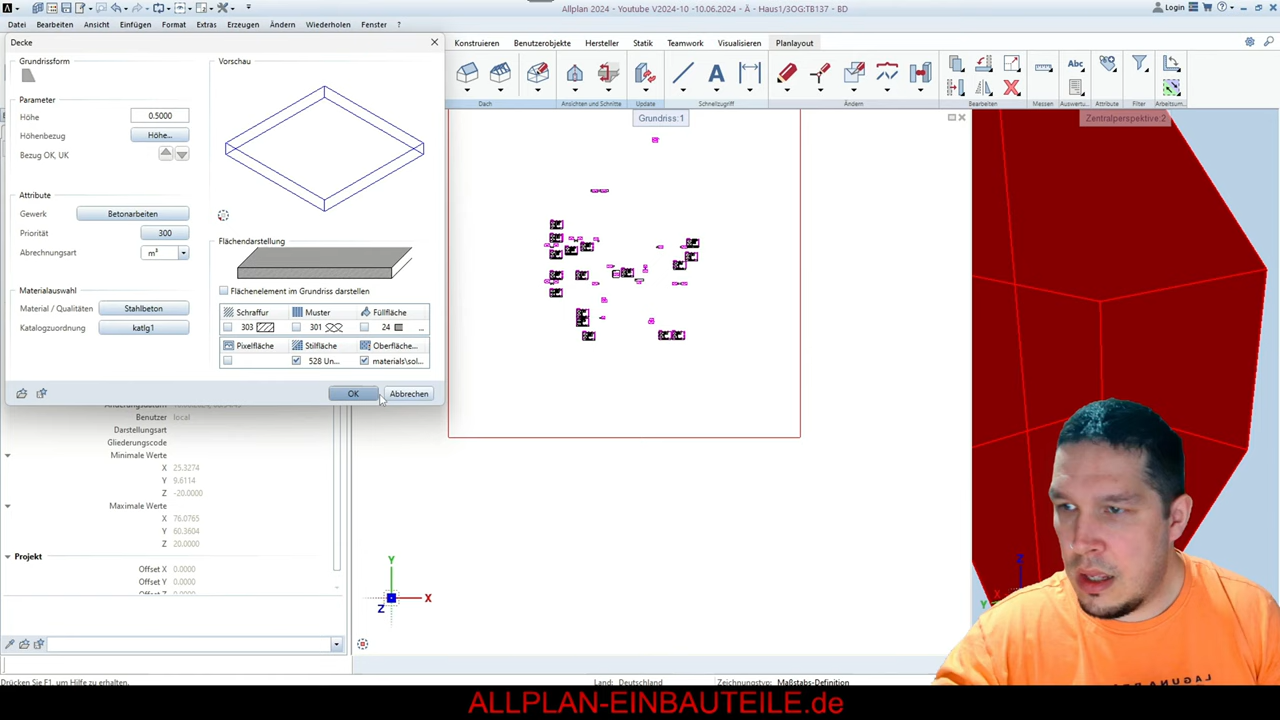 Allplan 2024 - Youtube V2024-10 -10.06.2024 - Ä - Haus1/3OG:TB137 - BD
Login
Datei Bearbeiten Ansicht Einfügen Format Extras Erzeugen Ändern Wiederholen Fenster ?
Decke
Konstruieren Benutzerobjekte Hersteller Statik Teamwork Visualisieren Planlayout
Grundrissform
Vorschau
Parameter
Höhe 0.5000
Höhenbezug Höhe...
Bezug OK, UK
Abc
Dach Ansichten und Schnitte Update Schnellzugriff Ändern Bearbeiten Messen Auswertu... Attribute Filter Arbeitsum...
Grundriss:1
Zentralperspektive:2
Attribute
Gewerk Betonarbeiten
Priorität 300
Abrechnungsart m³
Flächendarstellung
Materialauswahl
Material / Qualitäten Stahlbeton
Katalogzuordnung katlg1
Flächenelement im Grundriss darstellen
Schraffur Muster Füllfläche
303 301 24 ...
Pixelfläche Stilfläche Oberfläche...
528 Un... materials\sol...
OK Abbrechen
Benutzer local
Darstellungsart
Gliederungscode
Minimale Werte
X 25.3274
Y 9.6114
Z -20.0000
Maximale Werte
X 76.0765
Y 60.3604
Z 20.0000
Projekt
Offset X 0.0000
Offset Y 0.0000
Y
X
Z
Z
Y
X
Drücken Sie F1, um Hilfe zu erhalten.
Land: Deutschland
Zeichnungstyp: Maßstabs-Definition
LAGUNA
ALLPLAN-EINBAUTEILE.de